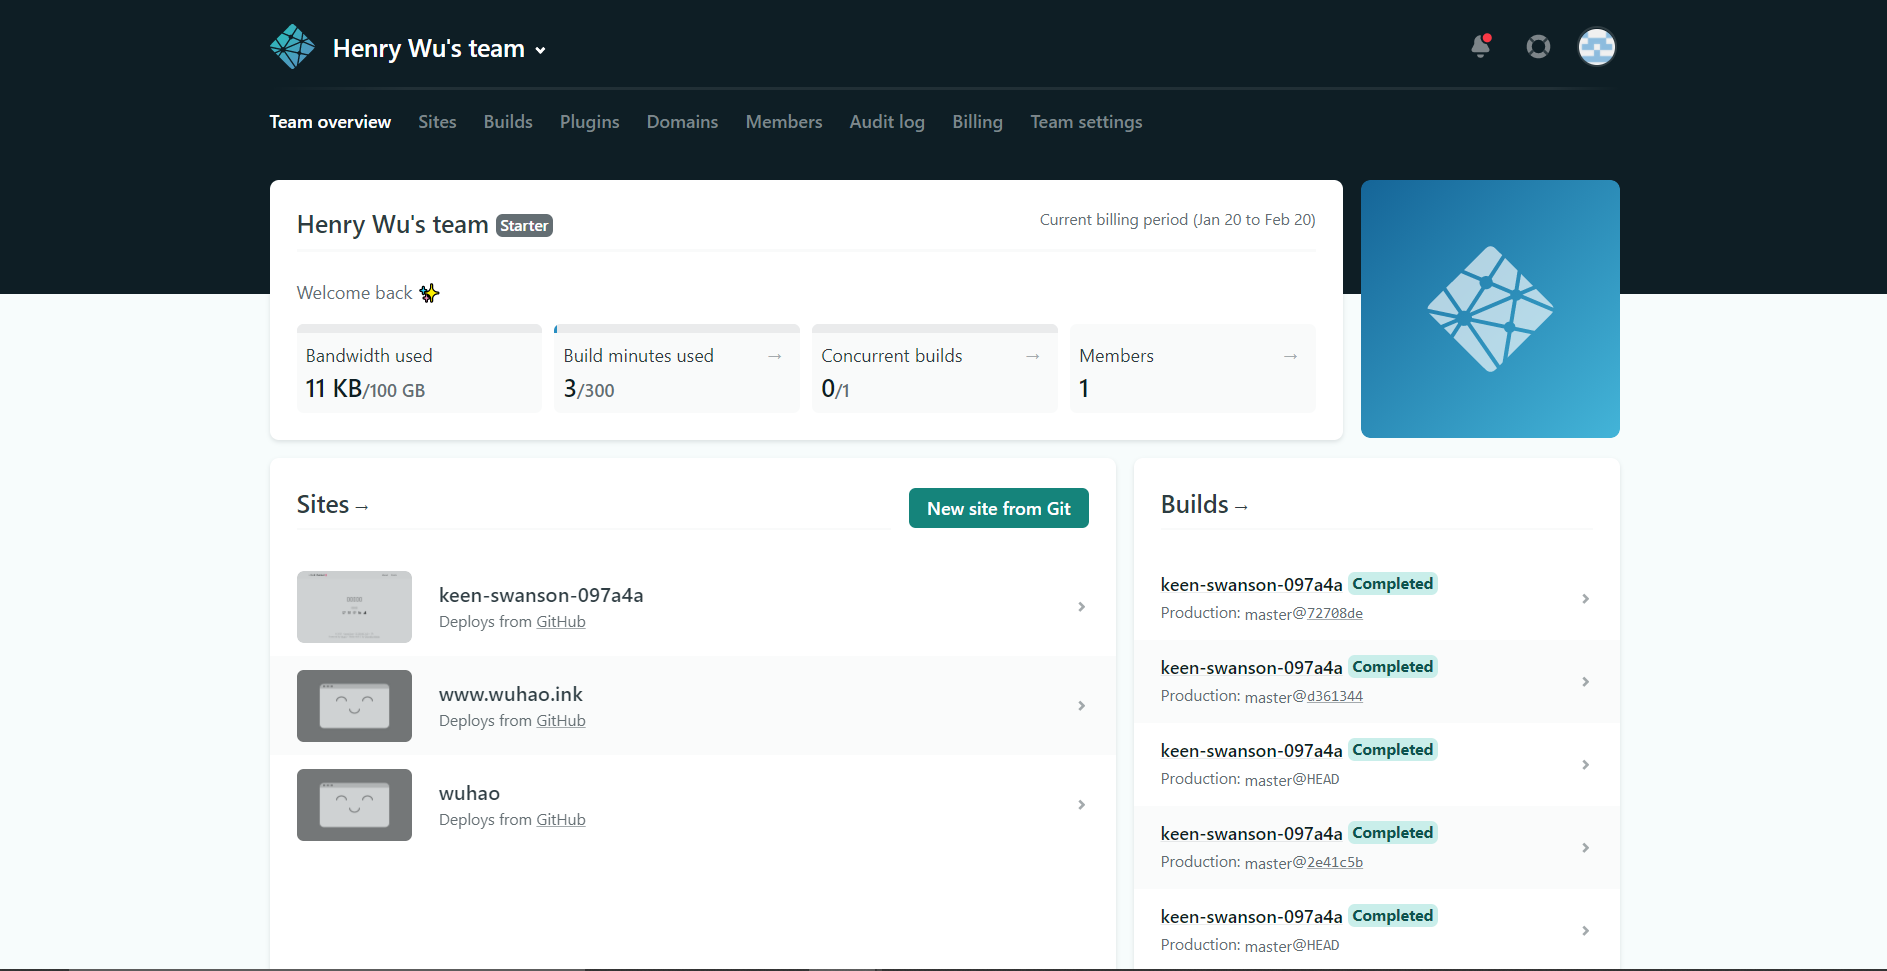 Henry Wu's team
Team overview Sites Builds Plugins Domains Members Audit log Billing Team settings
Henry Wu's team Starter
Current billing period (Jan 20 to Feb 20)
Welcome back ✨
Bandwidth used
11 KB/100 GB
Build minutes used →
3/300
Concurrent builds →
0/1
Members →
1
Sites →
New site from Git
keen-swanson-097a4a
Deploys from GitHub
www.wuhao.ink
Deploys from GitHub
wuhao
Deploys from GitHub
Builds →
keen-swanson-097a4a Completed
Production: master@72708de
keen-swanson-097a4a Completed
Production: master@d361344
keen-swanson-097a4a Completed
Production: master@HEAD
keen-swanson-097a4a Completed
Production: master@2e41c5b
keen-swanson-097a4a Completed
Production: master@HEAD